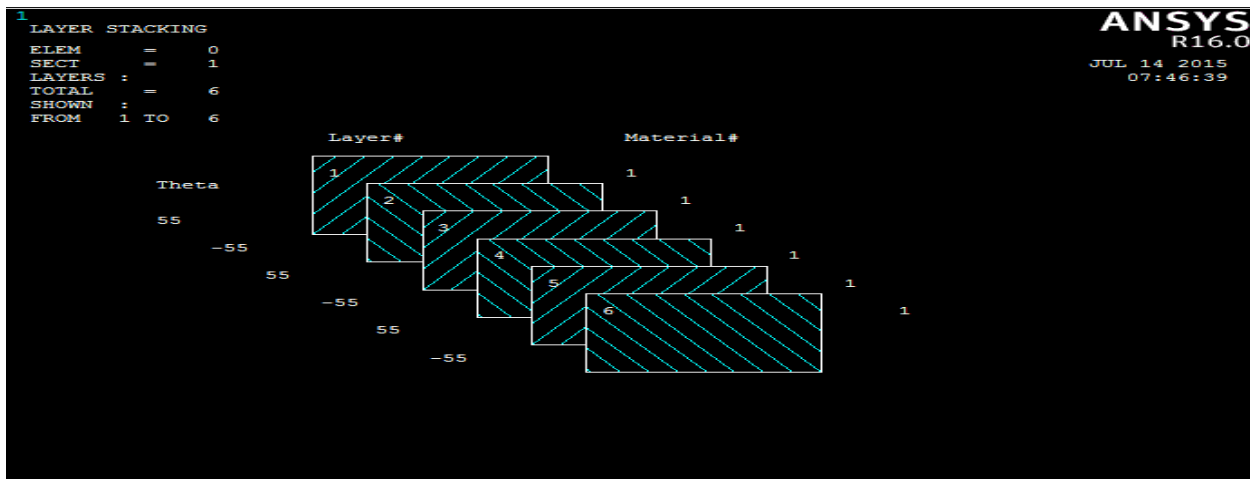 1
LAYER STACKING
ANSYS
R16.0
ELEM = 0
SECT = 1
LAYERS :
TOTAL = 6
SHOWN :
FROM 1 TO 6
JUL 14 2015
07:46:39
Layer# Material#
1 1
Theta
2 1
55
3 1
-55
4 1
55
5 1
-55
6 1
55
-55